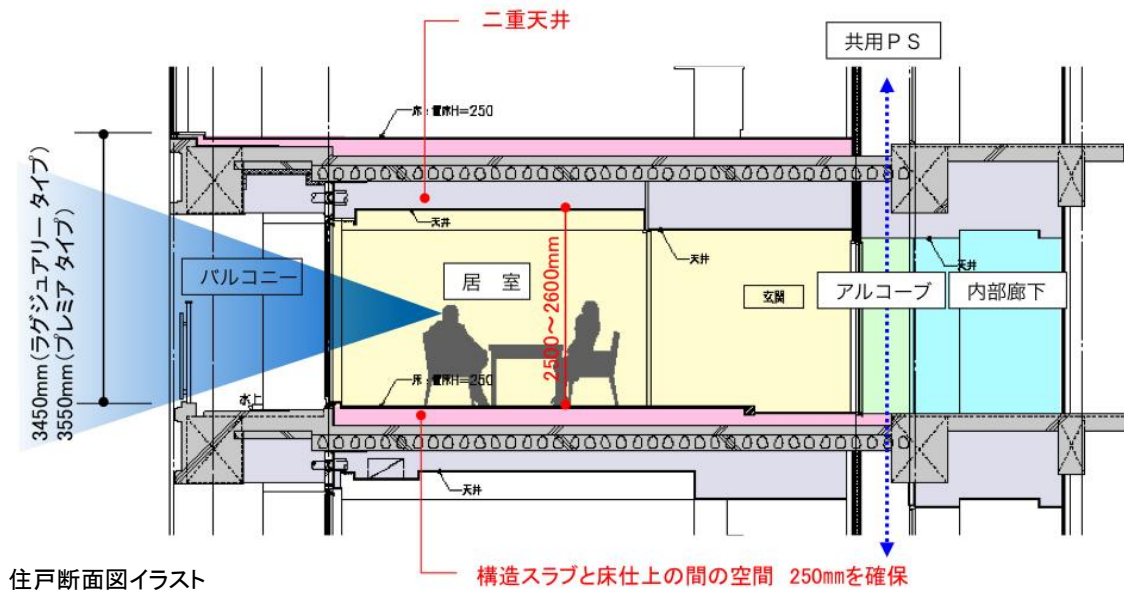 二重天井
共用ＰＳ
床：置床H=250
3450mm(ラグジュアリー タイプ)
3550mm(プレミア タイプ)
天井
天井
天井
バルコニー
居　室
2500～2600mm
玄関
アルコーブ
内部廊下
床：置床H=250
水上
天井
住戸断面図イラスト
構造スラブと床仕上の間の空間　250mmを確保